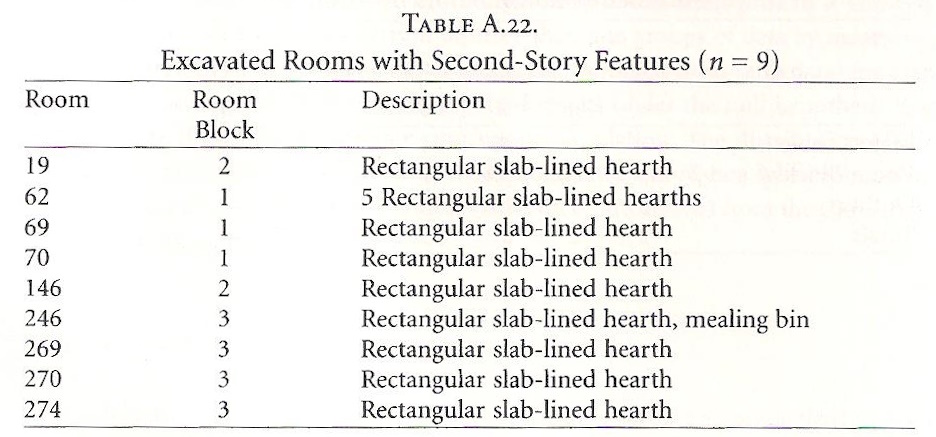 TABLE A.22.
Excavated Rooms with Second-Story Features (n = 9)
Room Room Description
Block
19 2 Rectangular slab-lined hearth
62 1 5 Rectangular slab-lined hearths
69 1 Rectangular slab-lined hearth
70 1 Rectangular slab-lined hearth
146 2 Rectangular slab-lined hearth
246 3 Rectangular slab-lined hearth, mealing bin
269 3 Rectangular slab-lined hearth
270 3 Rectangular slab-lined hearth
274 3 Rectangular slab-lined hearth